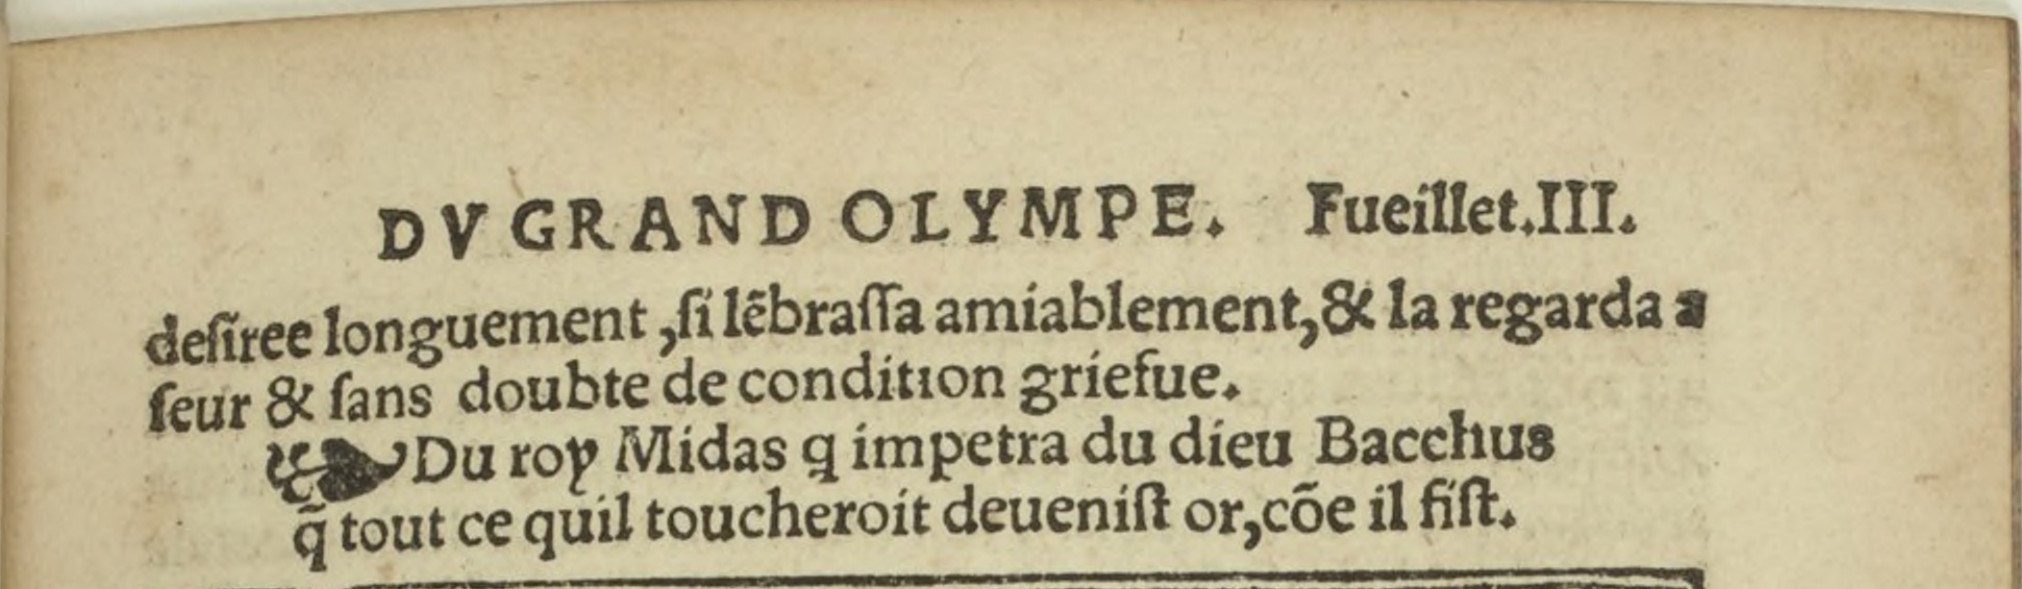 DV GRAND OLYMPE. Fueillet.III.
deſiree longuement ,ſi lẽbraſſa amiablement,& la regarda a
ſeur & ſans doubte de condition griefue.
❧Du roy Midas q impetra du dieu Bacchus
q̃ tout ce quil toucheroit deueniſt or,cõe il fiſt.